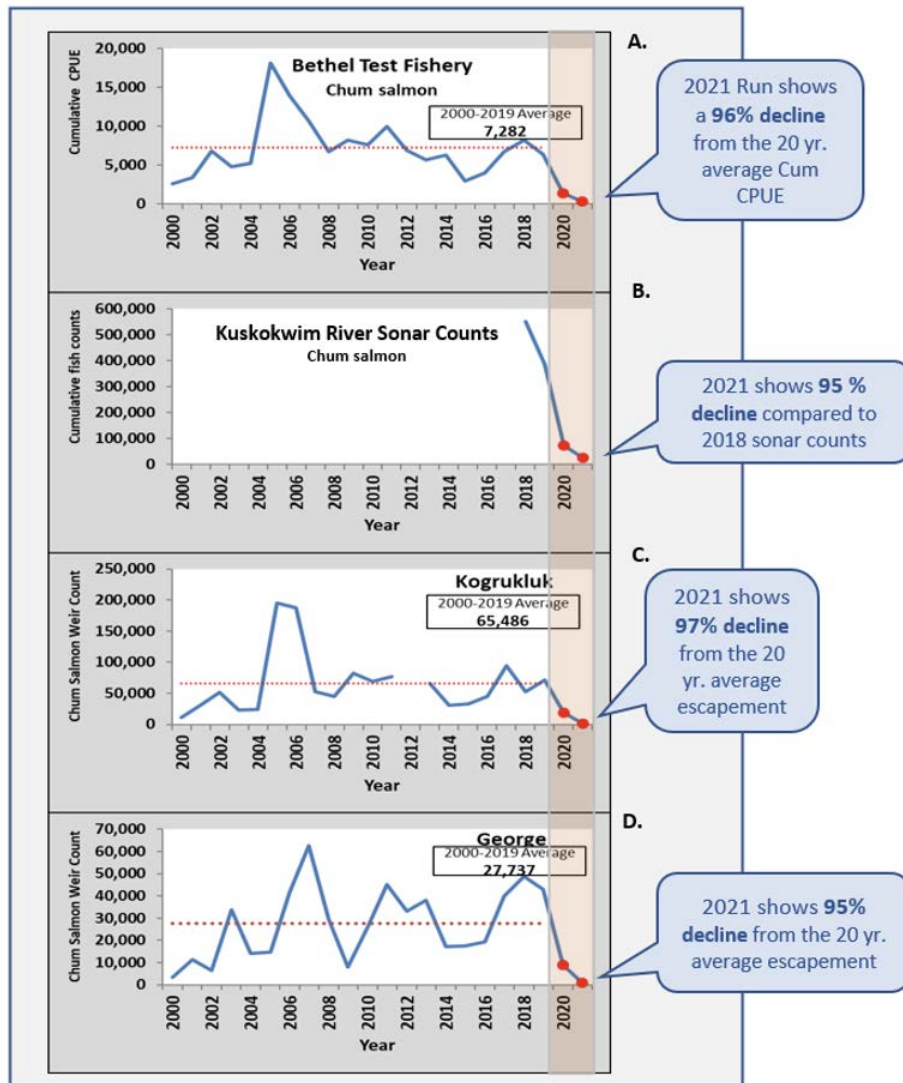 A.
Bethel Test Fishery
Chum salmon
2000-2019 Average
7,282
Cumulative CPUE
20,000
15,000
10,000
5,000
0
2000
2002
2004
2006
2008
2010
2012
2014
2016
2018
2020
Year
2021 Run shows
a 96% decline
from the 20 yr.
average Cum
CPUE
B.
Kuskokwim River Sonar Counts
Chum salmon
Cumulative fish counts
600,000
500,000
400,000
300,000
200,000
100,000
0
2000
2002
2004
2006
2008
2010
2012
2014
2016
2018
2020
Year
2021 shows 95 %
decline compared to
2018 sonar counts
C.
Kogrukluk
2000-2019 Average
65,486
Chum Salmon Weir Count
250,000
200,000
150,000
100,000
50,000
0
2000
2002
2004
2006
2008
2010
2012
2014
2016
2018
2020
Year
2021 shows
97% decline
from the 20
yr. average
escapement
D.
George
2000-2019 Average
27,737
Chum Salmon Weir Count
70,000
60,000
50,000
40,000
30,000
20,000
10,000
0
2000
2002
2004
2006
2008
2010
2012
2014
2016
2018
2020
Year
2021 shows 95%
decline from the 20 yr.
average escapement